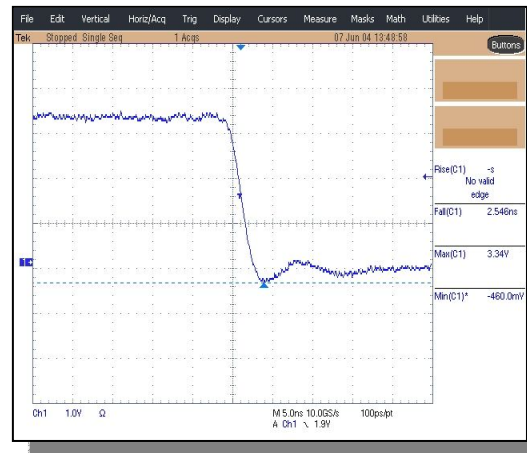 File Edit Vertical Horiz/Acq Trig Display Cursors Measure Masks Math Utilities Help
Tek Stopped Single Seq 1 Acqs 07 Jun 04 13:48:58 Buttons
Rise(C1) -s
No valid
edge
Fall(C1) 2.546ns
Max(C1) 3.34V
Min(C1)* -460.0mV
1
Ch1 1.0V Ω M 5.0ns 10.0GS/s 100ps/pt
A Ch1 \ 1.9V